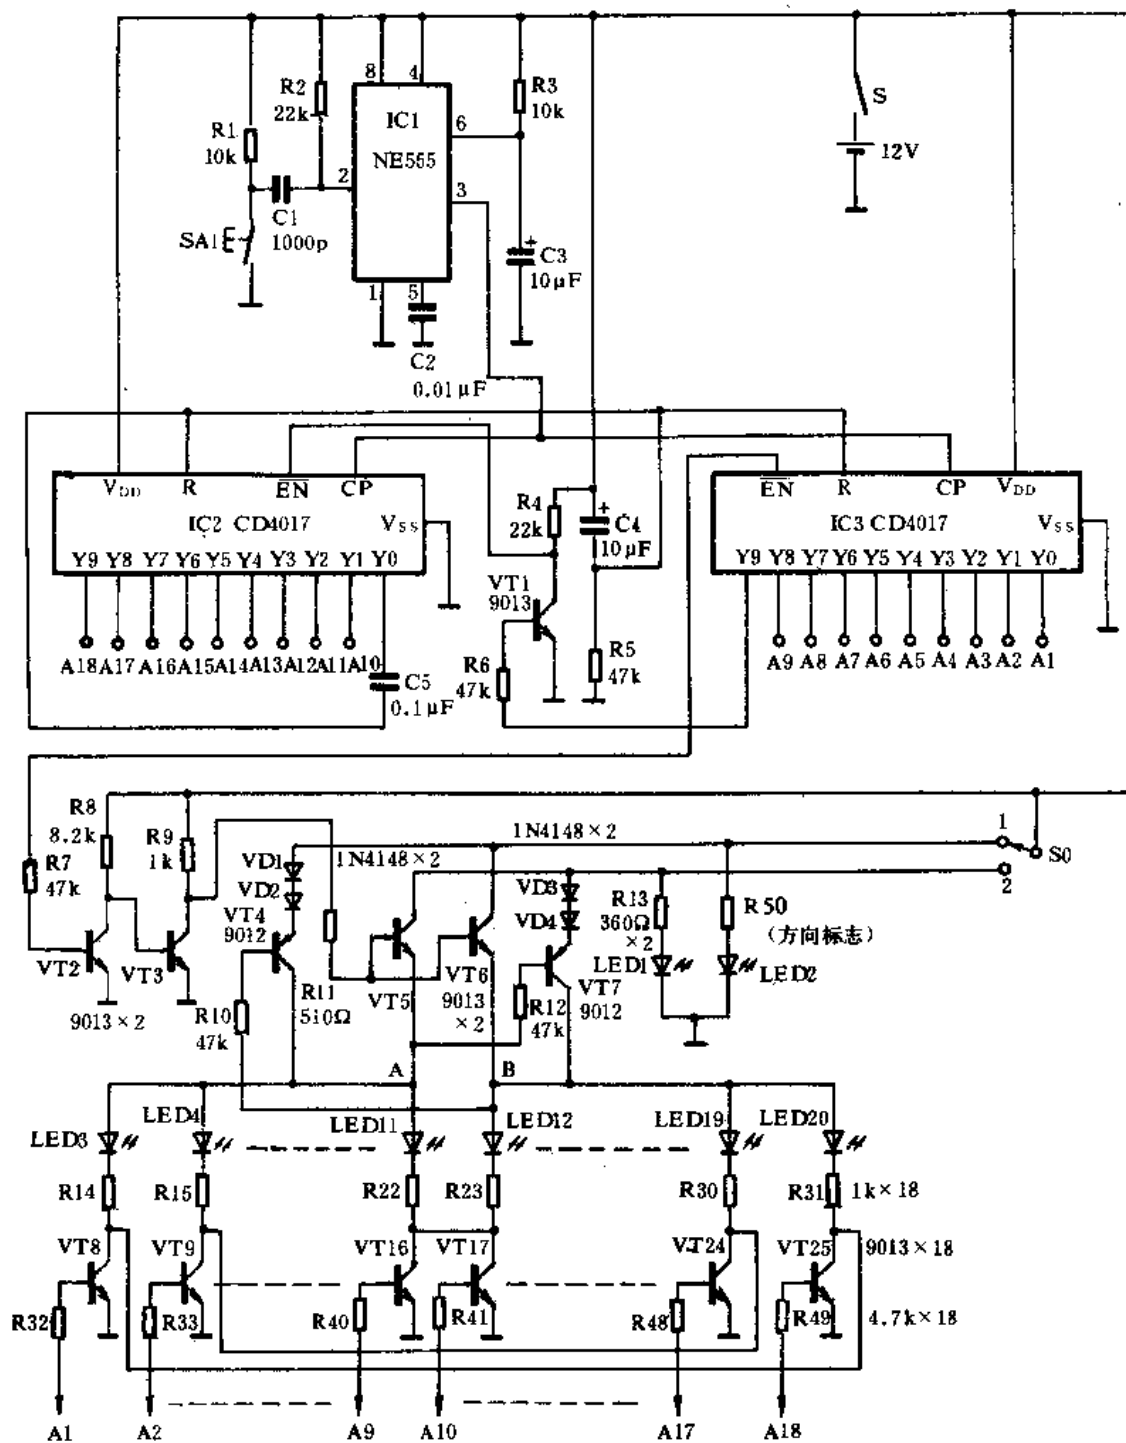 R1
10k
R2
22k
8
4
IC1
NE555
6
3
2
R3
10k
S
12V
SA1
C1
1000p
1
5
C2
0.01μF
C3
10μF
VDD
R
EN
CP
IC2 CD4017
VSS
Y9 Y8 Y7 Y6 Y5 Y4 Y3 Y2 Y1 Y0
A18 A17 A16 A15 A14 A13 A12 A11 A10
C5
0.1μF
R4
22k
C4
10μF
VT1
9013
R6
47k
R5
47k
EN
R
CP
VDD
IC3 CD4017
VSS
Y9 Y8 Y7 Y6 Y5 Y4 Y3 Y2 Y1 Y0
A9 A8 A7 A6 A5 A4 A3 A2 A1
R8
8.2k
R9
1k
R7
47k
VT2
VT3
9013×2
VD1
VD2
1N4148×2
VT4
9012
R10
47k
R11
510Ω
VT5
VT6
9013
×2
1N4148×2
VD3
VD4
R12
47k
VT7
9012
R13
360Ω
×2
LED1
R50
(方向标志)
LED2
1
S0
2
A
B
LED3
LED4
LED11
LED12
LED19
LED20
R14
R15
R22
R23
R30
R31
1k×18
VT8
VT9
VT16
VT17
VT24
VT25
9013×18
R32
R33
R40
R41
R48
R49
4.7k×18
A1
A2
A9
A10
A17
A18